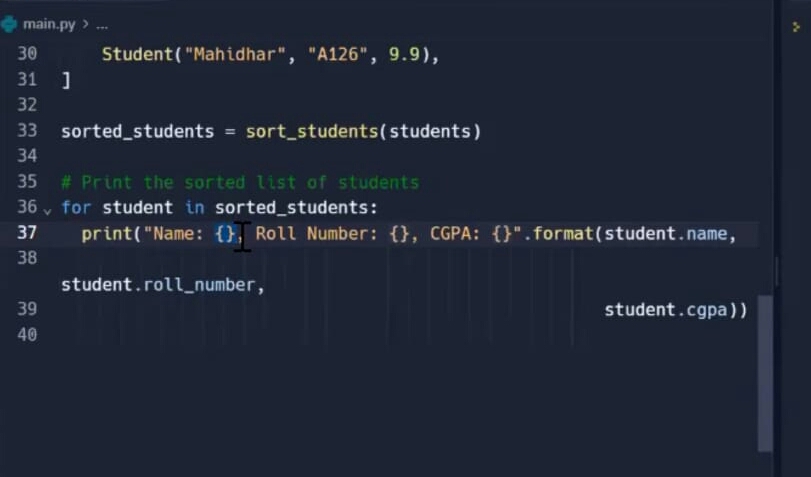 main.py > ...
30 Student("Mahidhar", "A126", 9.9),
31 ]
32
33 sorted_students = sort_students(students)
34
35 # Print the sorted list of students
36 for student in sorted_students:
37 print("Name: {}, Roll Number: {}, CGPA: {}".format(student.name,
38
student.roll_number,
39 student.cgpa))
40